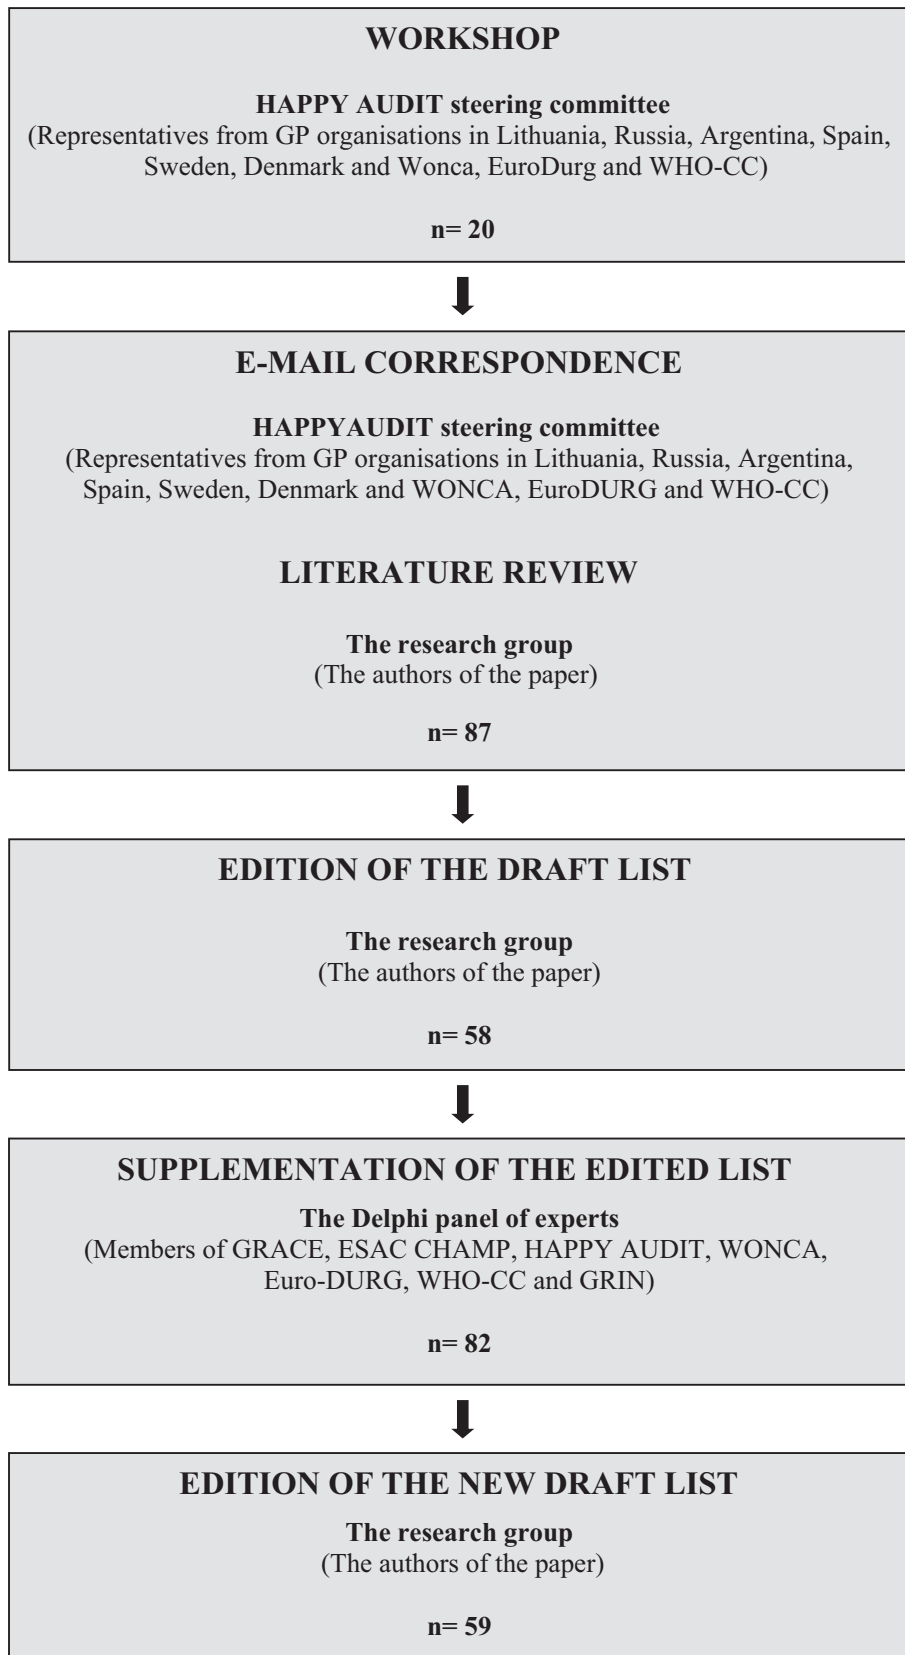 WORKSHOP
HAPPY AUDIT steering committee
(Representatives from GP organisations in Lithuania, Russia, Argentina, Spain,
Sweden, Denmark and Wonca, EuroDurg and WHO-CC)
n= 20
E-MAIL CORRESPONDENCE
HAPPYAUDIT steering committee
(Representatives from GP organisations in Lithuania, Russia, Argentina,
Spain, Sweden, Denmark and WONCA, EuroDURG and WHO-CC)
LITERATURE REVIEW
The research group
(The authors of the paper)
n= 87
EDITION OF THE DRAFT LIST
The research group
(The authors of the paper)
n= 58
SUPPLEMENTATION OF THE EDITED LIST
The Delphi panel of experts
(Members of GRACE, ESAC CHAMP, HAPPY AUDIT, WONCA,
Euro-DURG, WHO-CC and GRIN)
n= 82
EDITION OF THE NEW DRAFT LIST
The research group
(The authors of the paper)
n= 59